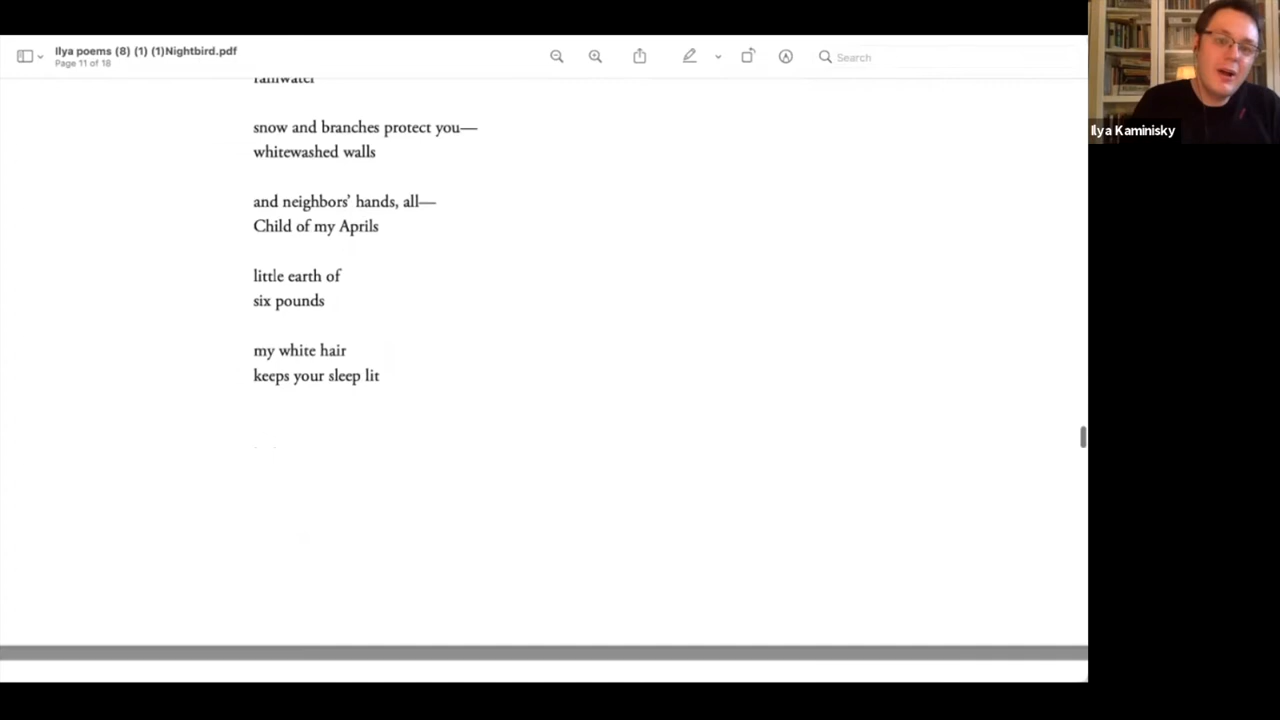 Ilya poems (8) (1) (1)Nightbird.pdf
Page 11 of 18
Search
Ilya Kaminisky
rainwater
snow and branches protect you—
whitewashed walls
and neighbors’ hands, all—
Child of my Aprils
little earth of
six pounds
my white hair
keeps your sleep lit